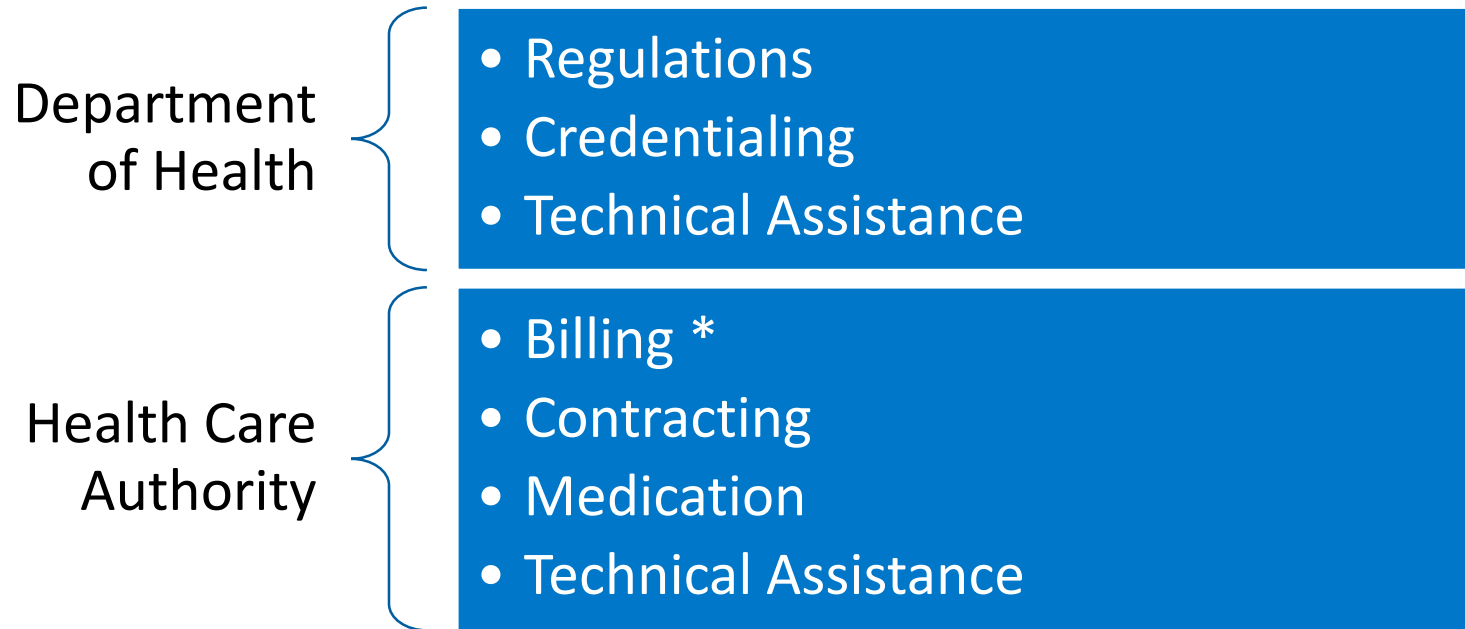 Department
of Health
• Regulations
• Credentialing
• Technical Assistance
Health Care
Authority
• Billing *
• Contracting
• Medication
• Technical Assistance